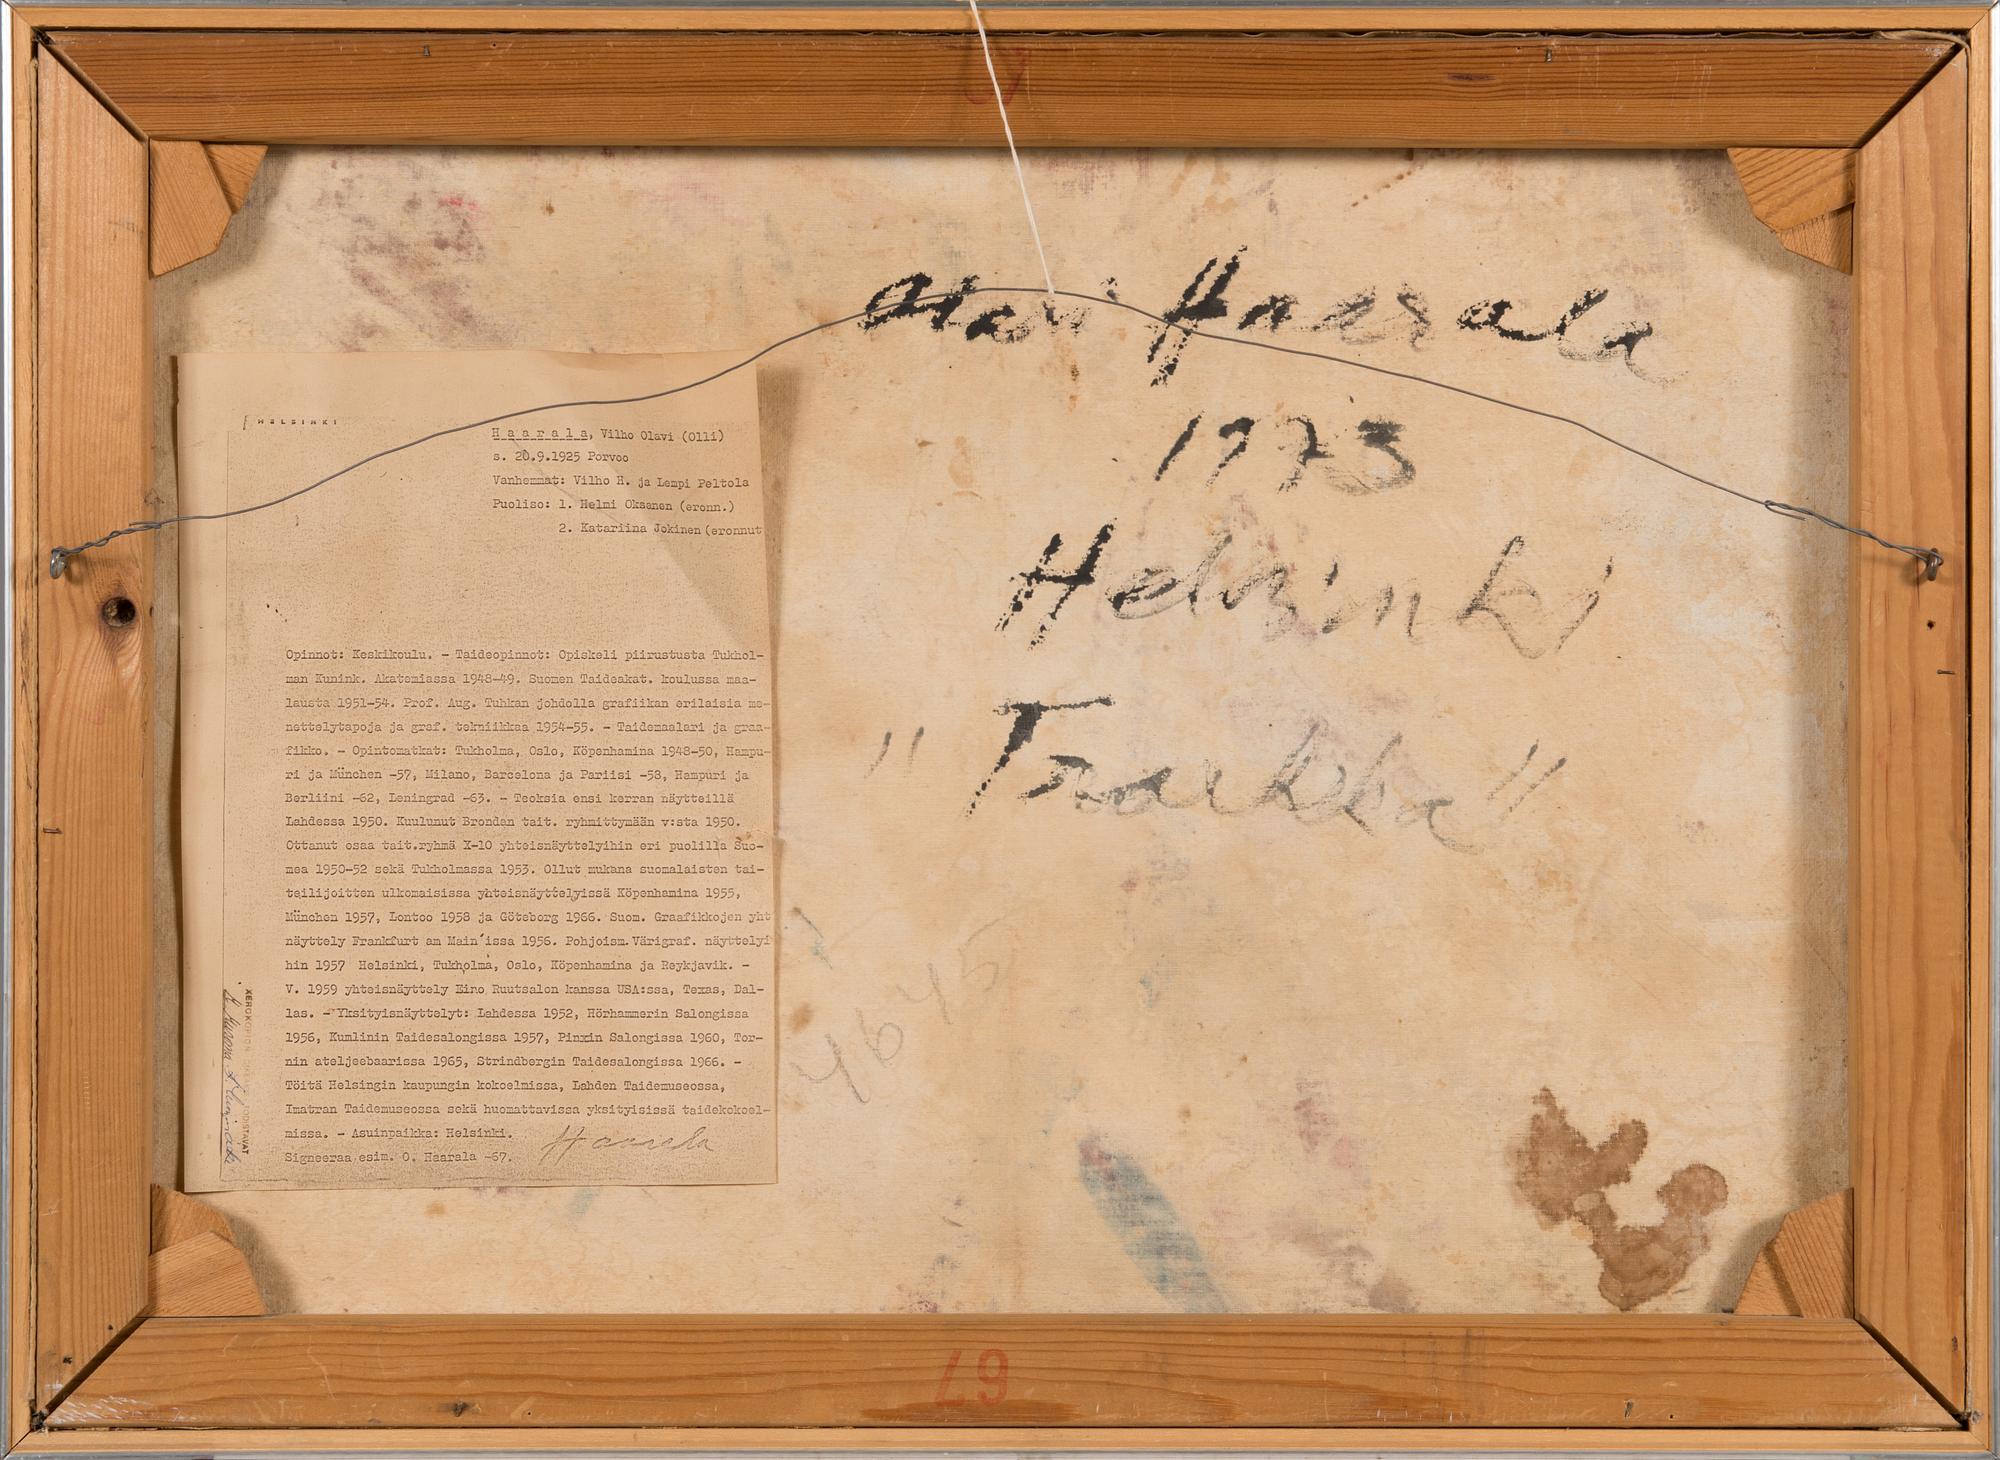 HELSINKI
Haarala, Vilho Olavi (Olli)
s. 20.9.1925 Porvoo
Vanhemmat: Vilho H. ja Lempi Peltola
Puoliso: 1. Helmi Oksanen (eronn.)
2. Katariina Jokinen (eronnut
Opinnot: Keskikoulu. - Taideopinnot: Opiskeli piirustusta Tukhol-
man Kunink. Akatemiassa 1948-49. Suomen Taideakat. koulussa maa-
lausta 1951-54. Prof. Aug. Tuhkan johdolla grafiikan erilaisia me-
nettelytapoja ja graf. tekniikkaa 1954-55. - Taidemaalari ja graa-
fikko. - Opintomatkat: Tukholma, Oslo, Köpenhamina 1948-50, Hampu-
ri ja München -57, Milano, Barcelona ja Pariisi -58, Hampuri ja
Berliini -62, Leningrad -63. - Teoksia ensi kerran näytteillä
Lahdessa 1950. Kuulunut Brondan tait. ryhmittymään v:sta 1950.
Ottanut osaa tait.ryhmä X-10 yhteisnäyttelyihin eri puolilla Suo-
mea 1950-52 sekä Tukholmassa 1953. Ollut mukana suomalaisten tai-
teilijoitten ulkomaisissa yhteisnäyttelyissä Köpenhamina 1955,
München 1957, Lontoo 1958 ja Göteborg 1966. Suom. Graafikkojen yht
näyttely Frankfurt am Main'issa 1956. Pohjoism. Värigraf. näyttelyi
hin 1957 Helsinki, Tukholma, Oslo, Köpenhamina ja Reykjavik. -
V. 1959 yhteisnäyttely Eino Ruutsalon kanssa USA:ssa, Texas, Dal-
las. - Yksityisnäyttelyt: Lahdessa 1952, Hörhammerin Salongissa
1956, Kumlinin Taidesalongissa 1957, Pinxin Salongissa 1960, Tor-
nin ateljeebaarissa 1965, Strindbergin Taidesalongissa 1966. -
Töitä Helsingin kaupungin kokoelmissa, Lahden Taidemuseossa,
Imatran Taidemuseossa sekä huomattavissa yksityisissä taidekokoel-
missa. - Asuinpaikka: Helsinki.
Signeeraa esim. O. Haarala -67.
Haarala
Olavi Haarala
1973
Helsinki
"Tsarkka"
4645
67